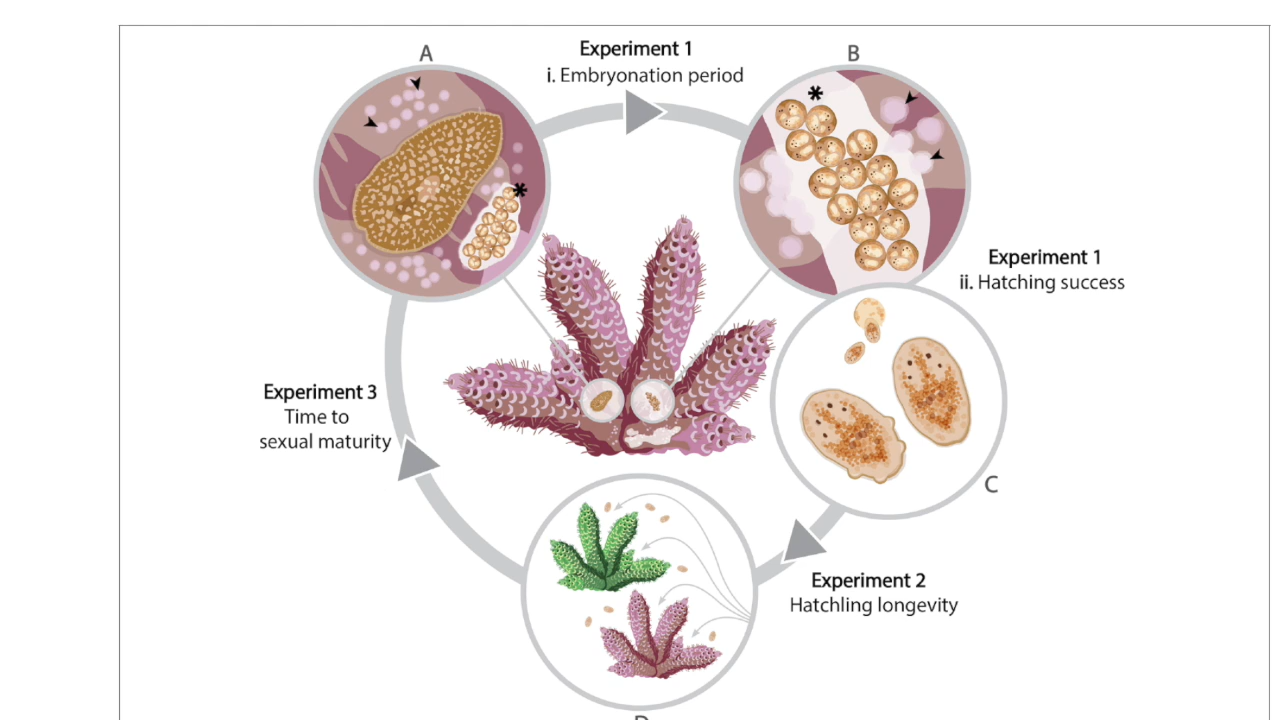 A
Experiment 1
i. Embryonation period
B
*
*
Experiment 1
ii. Hatching success
Experiment 3
Time to
sexual maturity
C
Experiment 2
Hatchling longevity